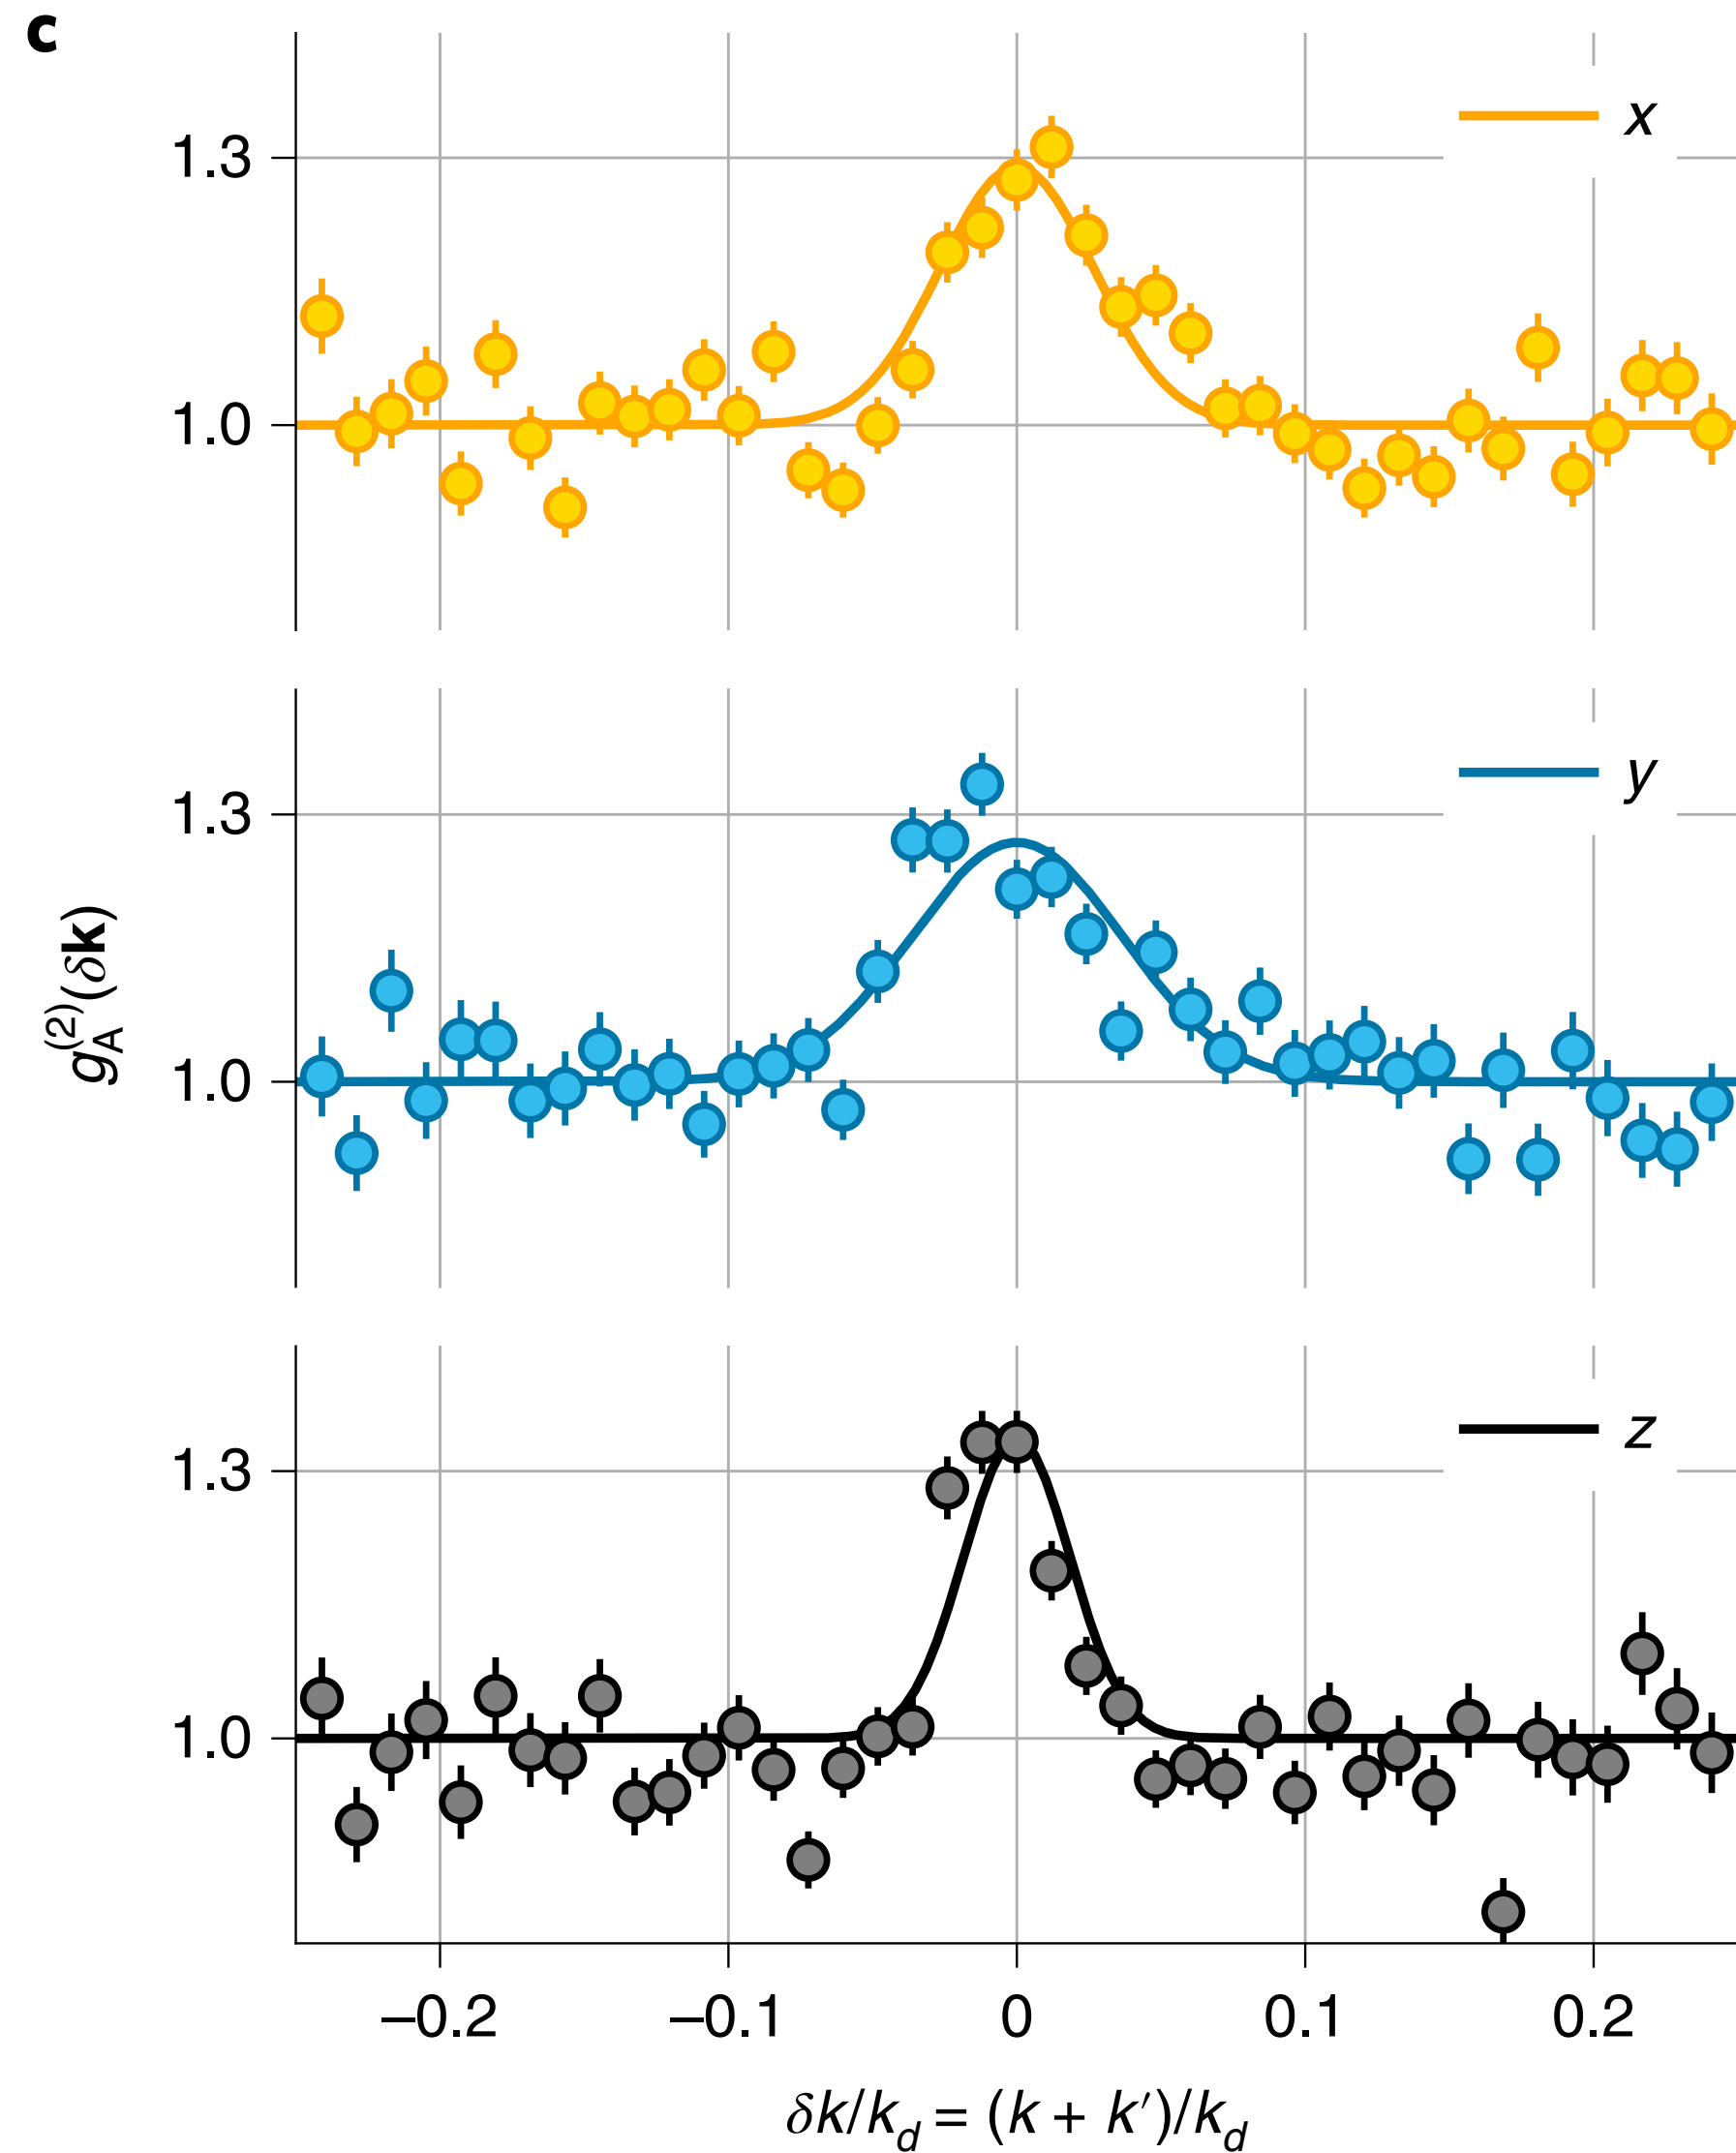 c
x
1.3
1.0
y
1.3
1.0
g_A^(2)(δk)
z
1.3
1.0
–0.2 –0.1 0 0.1 0.2
δk/k_d = (k + k′)/k_d